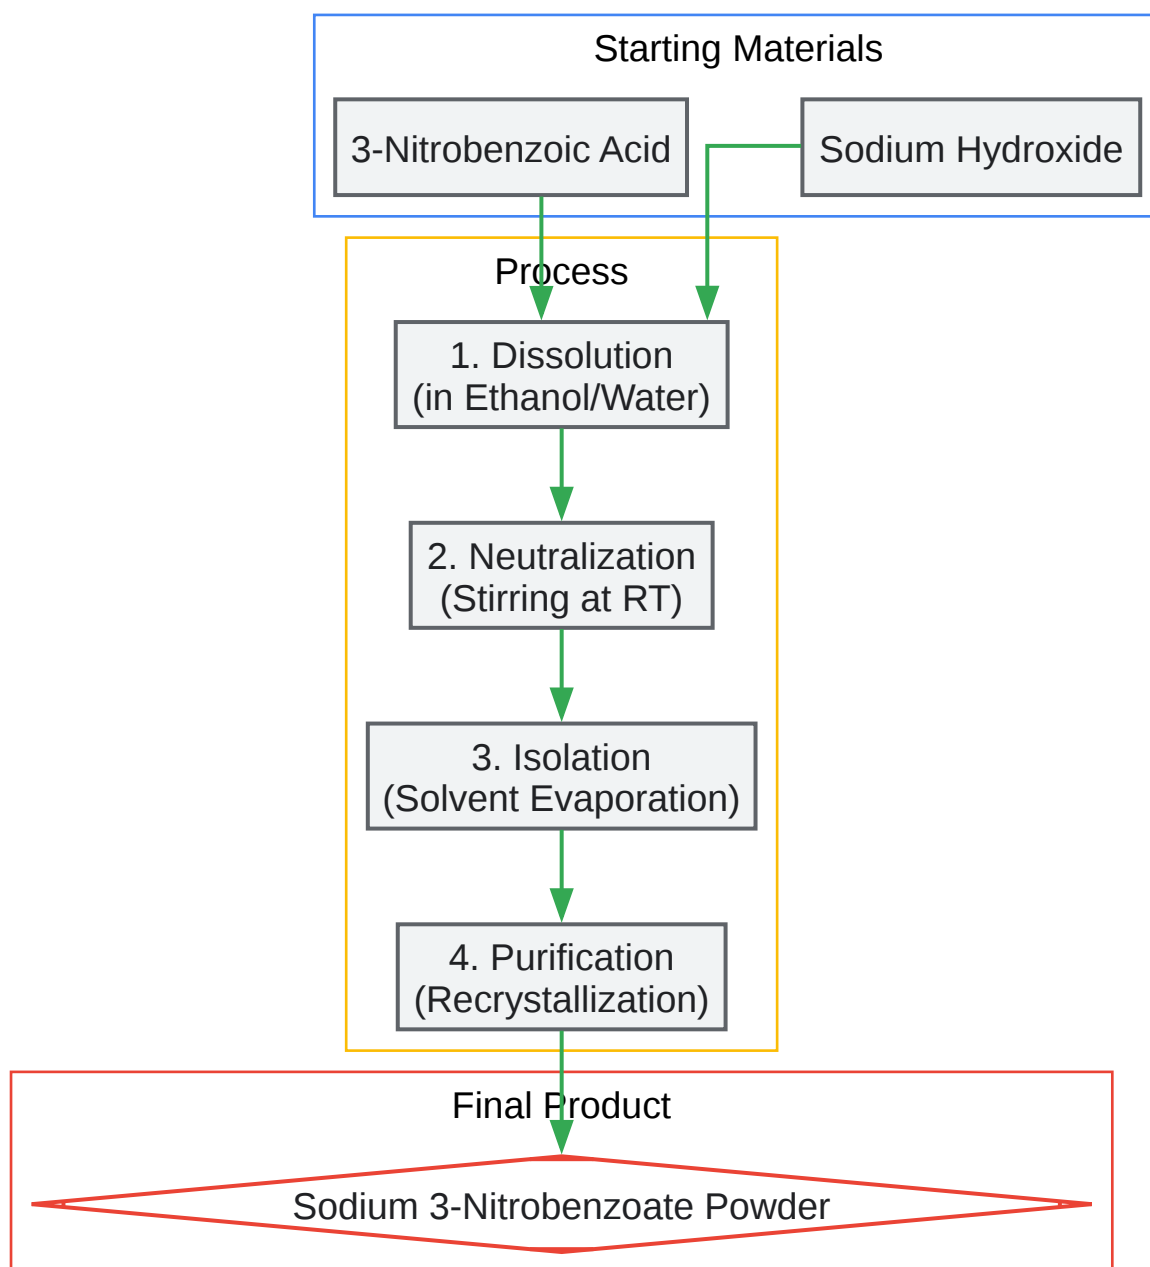 Starting Materials
3-Nitrobenzoic Acid
Sodium Hydroxide
Process
1. Dissolution
(in Ethanol/Water)
2. Neutralization
(Stirring at RT)
3. Isolation
(Solvent Evaporation)
4. Purification
(Recrystallization)
Final Product
Sodium 3-Nitrobenzoate Powder